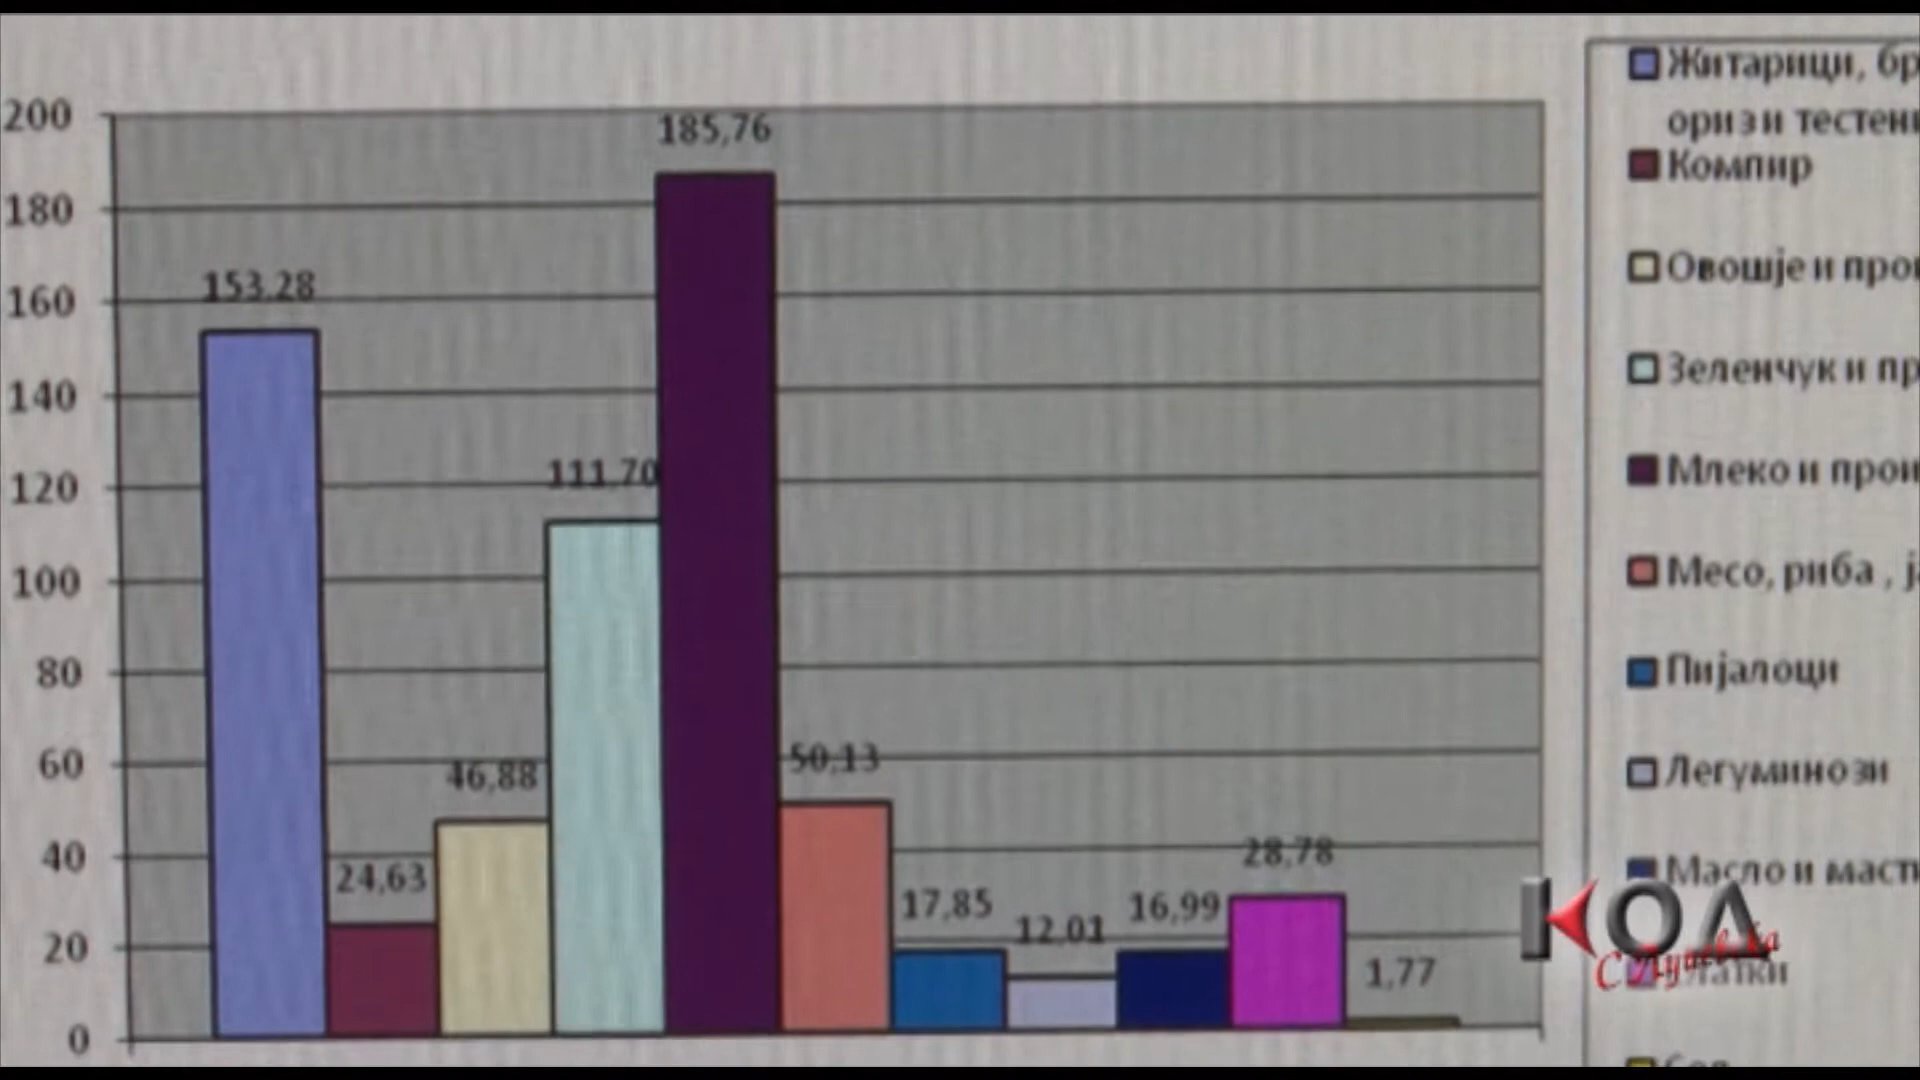 200
180
160
140
120
100
80
60
40
20
0
153,28
24,63
46,88
111,70
185,76
50,13
17,85
12,01
16,99
28,78
1,77
Житарици, бр
ориз и тестени
Компир
Овошје и про
Зеленчук и пр
Млеко и прои
Месо, риба , ја
Пијалоци
Легуминози
Масло и маст
КОД